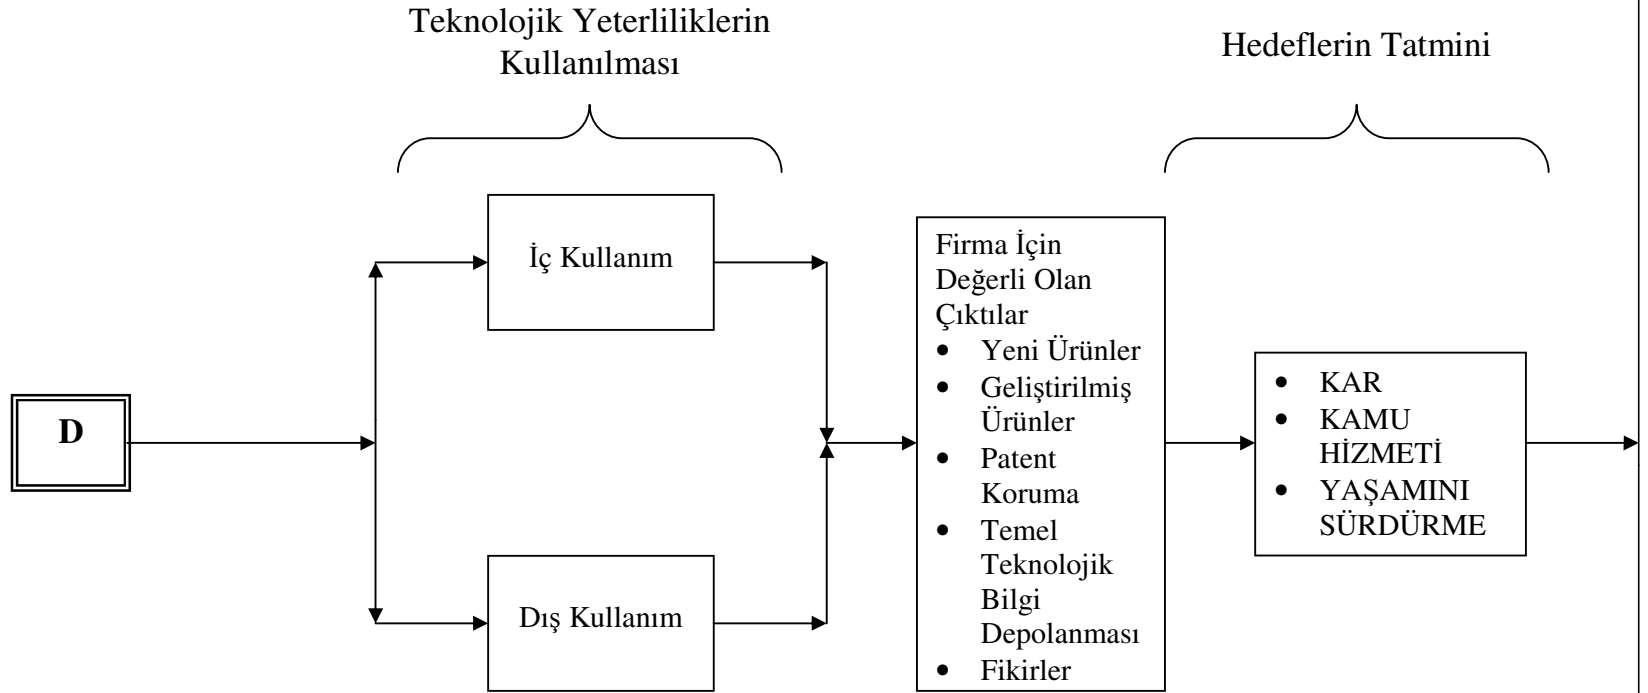 Teknolojik Yeterliliklerin
Kullanılması
Hedeflerin Tatmini
D
İç Kullanım
Dış Kullanım
Firma İçin
Değerli Olan
Çıktılar
• Yeni Ürünler
• Geliştirilmiş
Ürünler
• Patent
Koruma
• Temel
Teknolojik
Bilgi
Depolanması
• Fikirler
• KAR
• KAMU
HİZMETİ
• YAŞAMINI
SÜRDÜRME